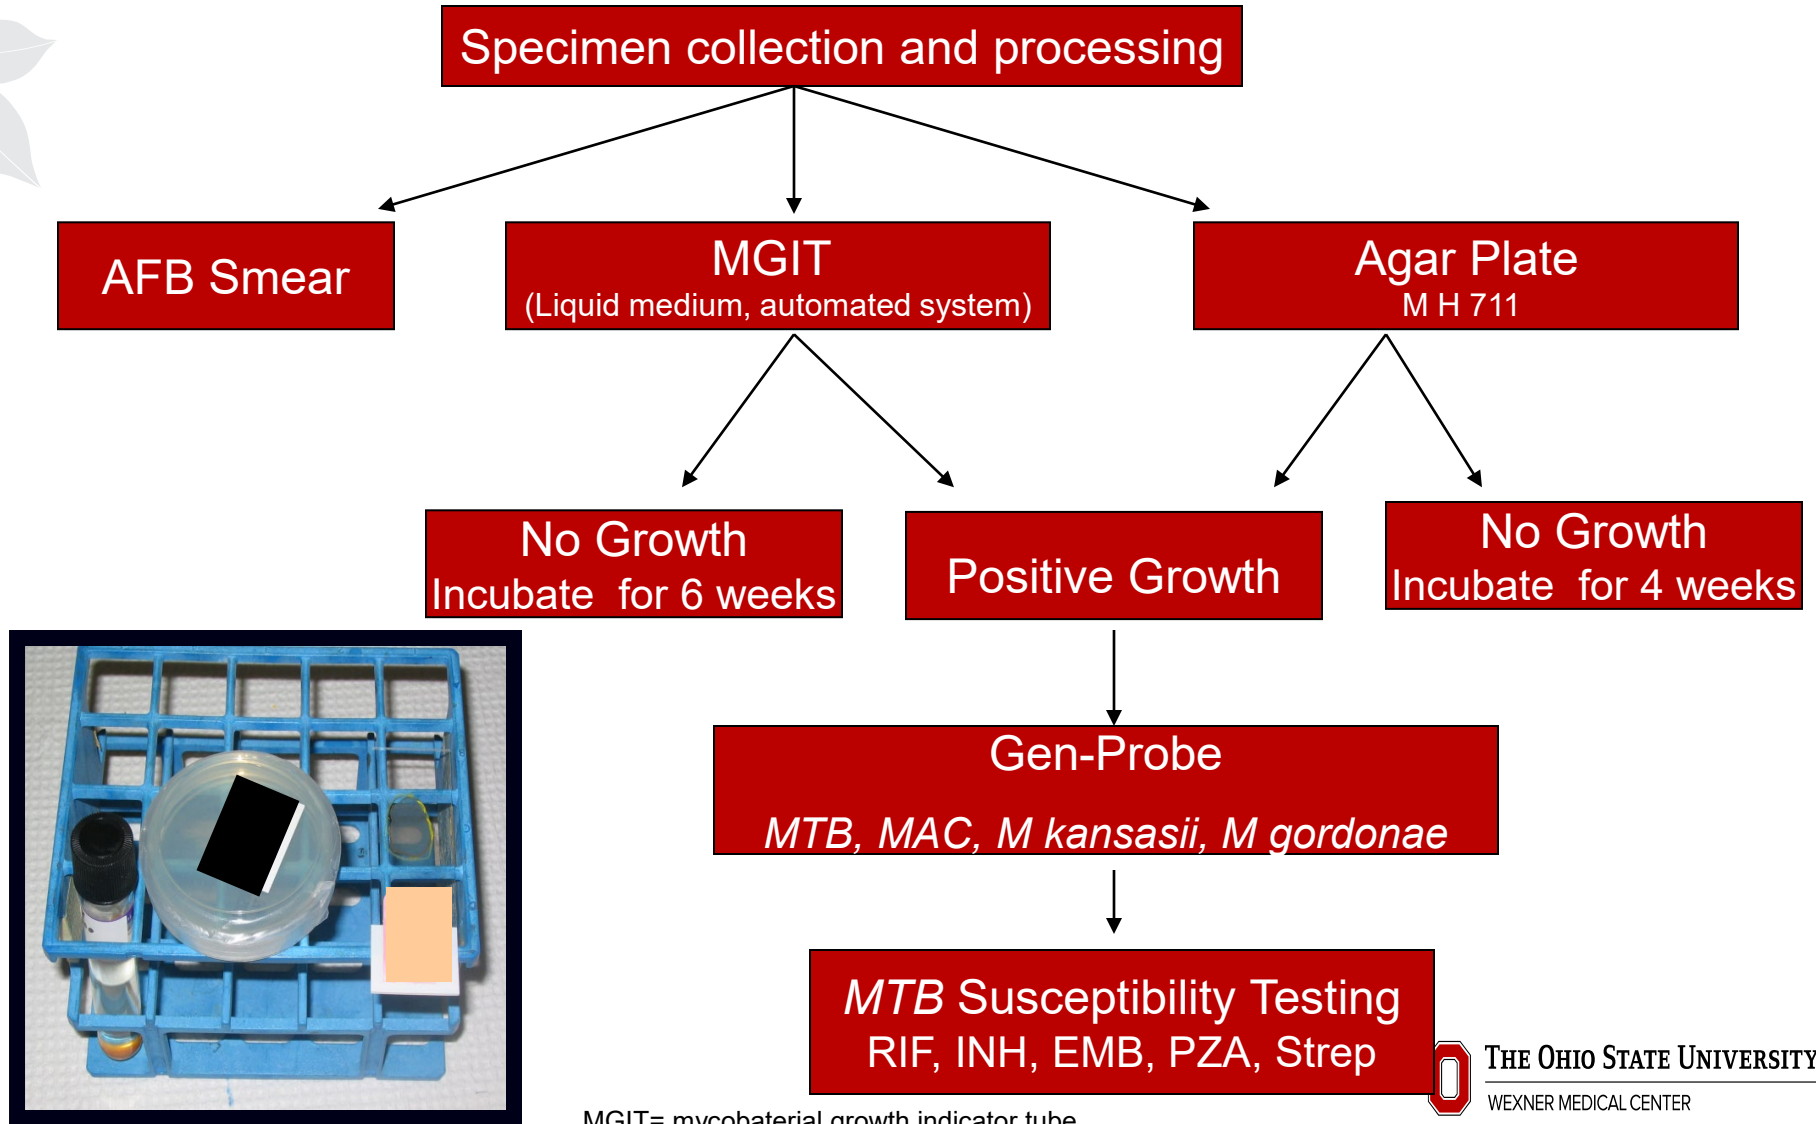 Specimen collection and processing
AFB Smear
MGIT
(Liquid medium, automated system)
Agar Plate
M H 711
No Growth
Incubate for 6 weeks
Positive Growth
No Growth
Incubate for 4 weeks
Gen-Probe
MTB, MAC, M kansasii, M gordonae
MTB Susceptibility Testing
RIF, INH, EMB, PZA, Strep
THE OHIO STATE UNIVERSITY
WEXNER MEDICAL CENTER
MGIT= mycobaterial growth indicator tube